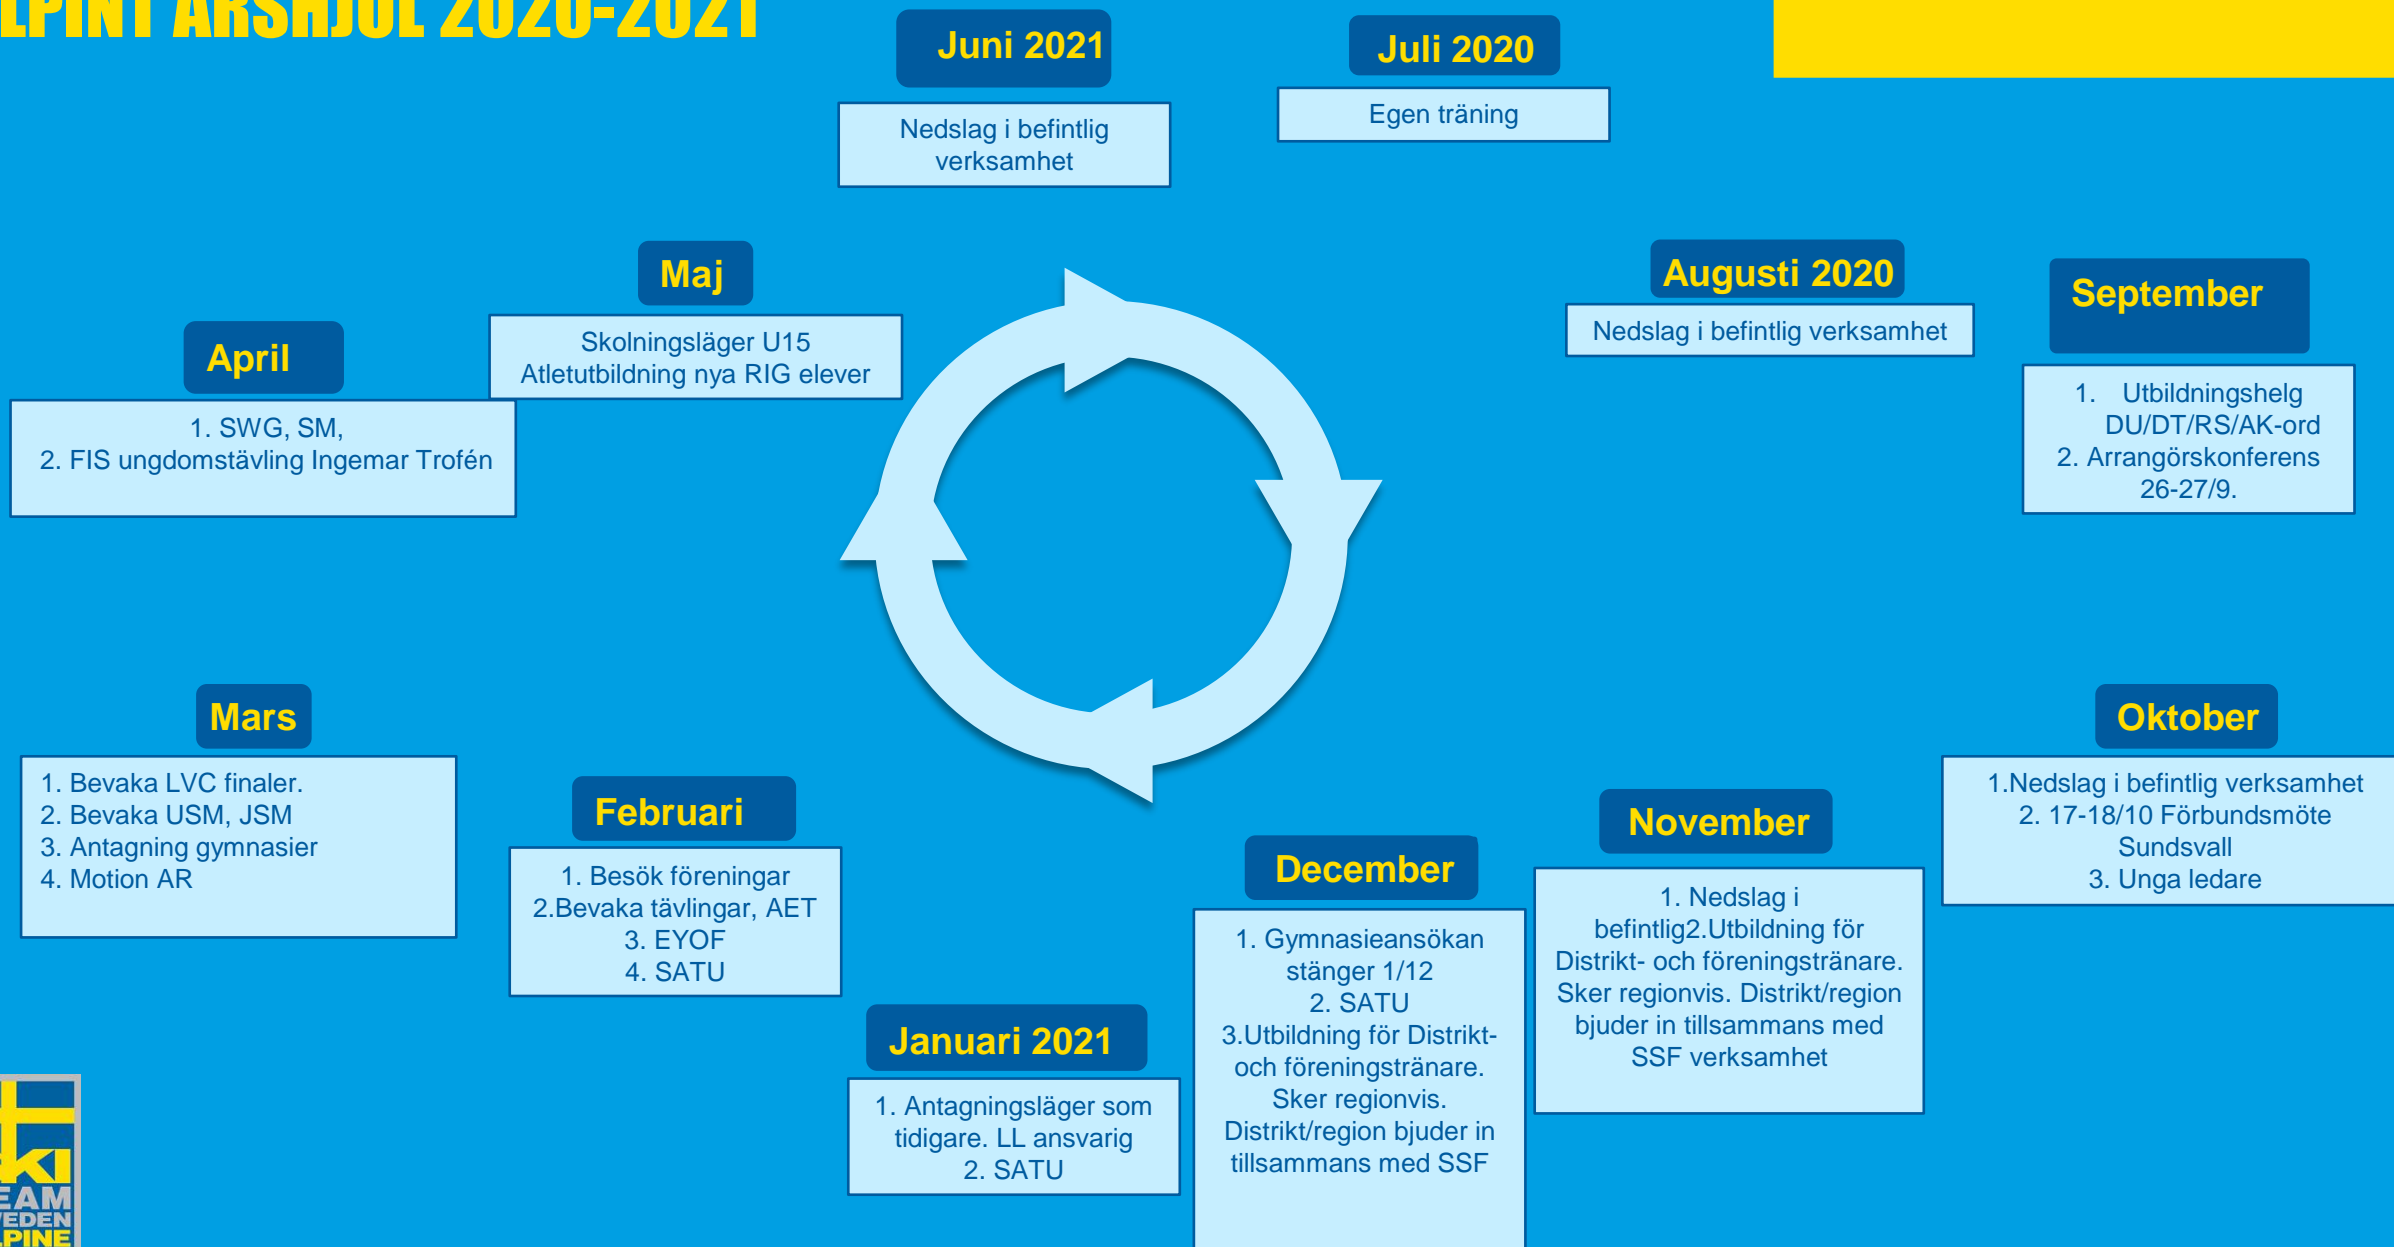 LPINT ÅRSHJUL 2020-2021
Juni 2021
Nedslag i befintlig
verksamhet
Juli 2020
Egen träning
Augusti 2020
Nedslag i befintlig verksamhet
September
1. Utbildningshelg
DU/DT/RS/AK-ord
2. Arrangörskonferens
26-27/9.
Oktober
1.Nedslag i befintlig verksamhet
2. 17-18/10 Förbundsmöte
Sundsvall
3. Unga ledare
November
1. Nedslag i
befintlig2.Utbildning för
Distrikt- och föreningstränare.
Sker regionvis. Distrikt/region
bjuder in tillsammans med
SSF verksamhet
December
1. Gymnasieansökan
stänger 1/12
2. SATU
3.Utbildning för Distrikt-
och föreningstränare.
Sker regionvis.
Distrikt/region bjuder in
tillsammans med SSF
Januari 2021
1. Antagningsläger som
tidigare. LL ansvarig
2. SATU
Februari
1. Besök föreningar
2.Bevaka tävlingar, AET
3. EYOF
4. SATU
Mars
1. Bevaka LVC finaler.
2. Bevaka USM, JSM
3. Antagning gymnasier
4. Motion AR
April
1. SWG, SM,
2. FIS ungdomstävling Ingemar Trofén
Maj
Skolningsläger U15
Atletutbildning nya RIG elever
KI
EAM
WEDEN
LPINE